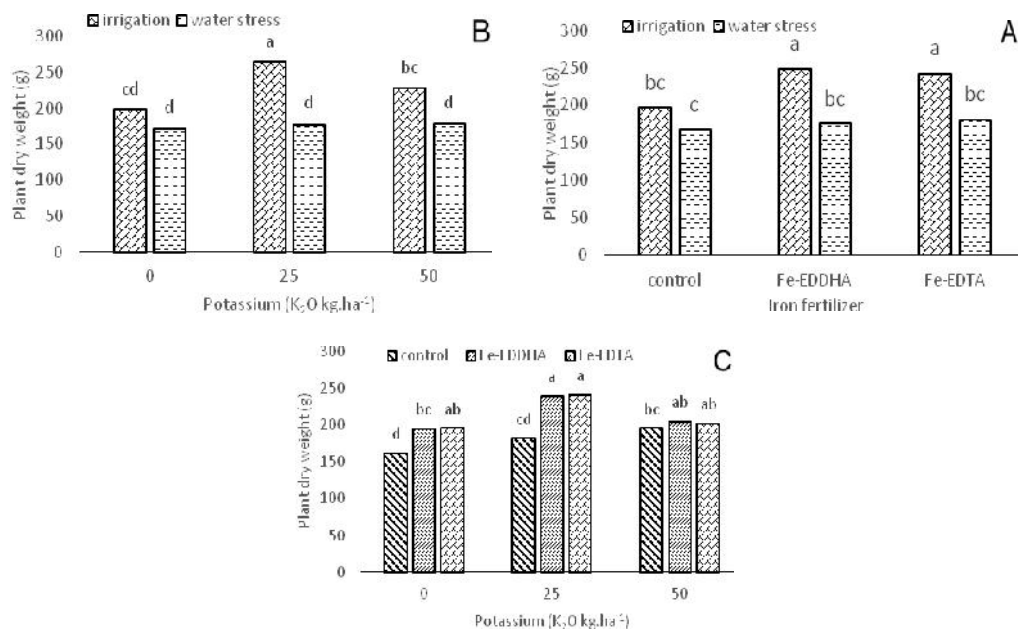 irrigation water stress
B
300
250
200
150
100
50
0
Plant dry weight (g)
cd d a d bc d
0 25 50
Potassium (K₂O kg.ha⁻¹)
irrigation water stress
A
300
250
200
150
100
50
0
Plant dry weight (g)
bc c a bc a bc
control Fe-EDDHA Fe-EDTA
Iron fertilizer
control Fe-EDDHA Fe-EDTA
C
300
250
200
150
100
50
0
Plant dry weight (g)
d bc ab cd a a bc ab ab
0 25 50
Potassium (K₂O kg.ha⁻¹)